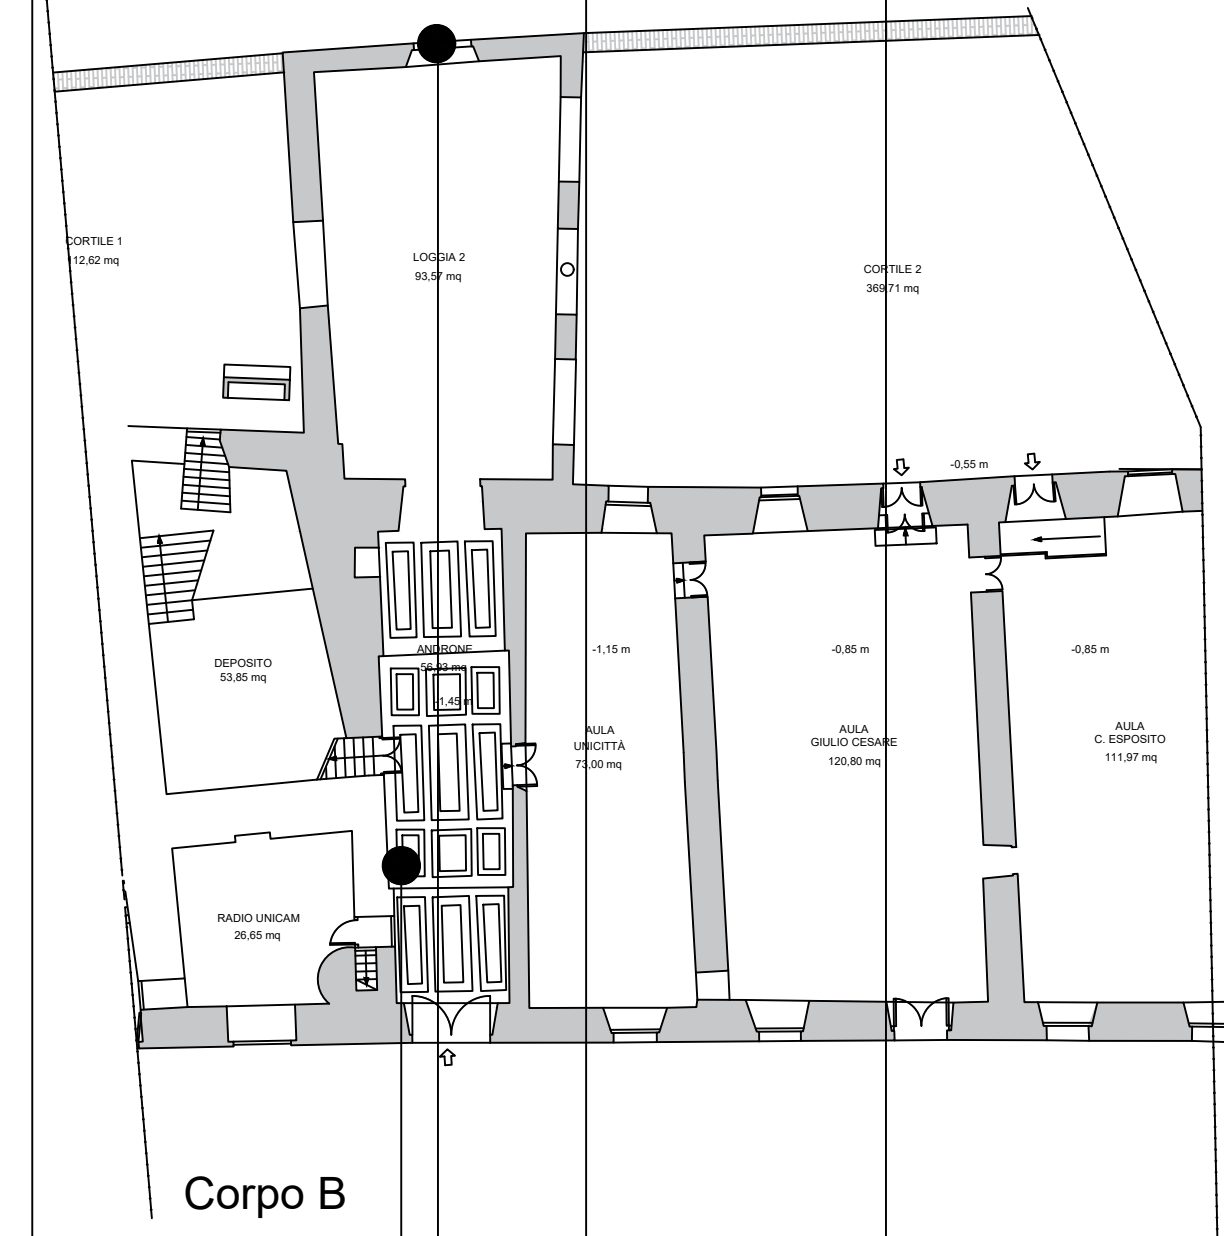 CORTILE 1
112,62 mq
LOGGIA 2
93,57 mq
CORTILE 2
369,71 mq
-0,55 m
DEPOSITO
53,85 mq
ANDRONE
56,93 mq
-1,45 m
-1,15 m
AULA
UNICITTÀ
73,00 mq
-0,85 m
AULA
GIULIO CESARE
120,80 mq
-0,85 m
AULA
C. ESPOSITO
111,97 mq
RADIO UNICAM
26,65 mq
Corpo B